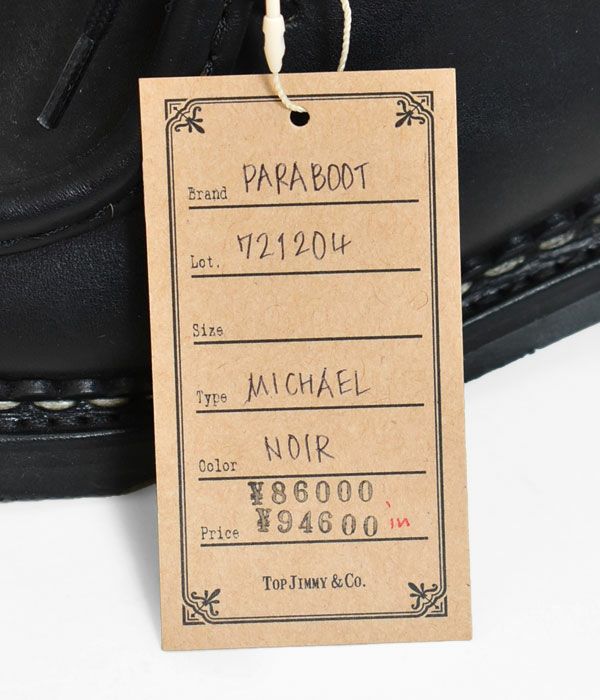 Brand PARABOOT
Lot. 721204
Size
Type MICHAEL
Color NOIR
¥86000
Price ¥94600 in
TOP JIMMY & CO.